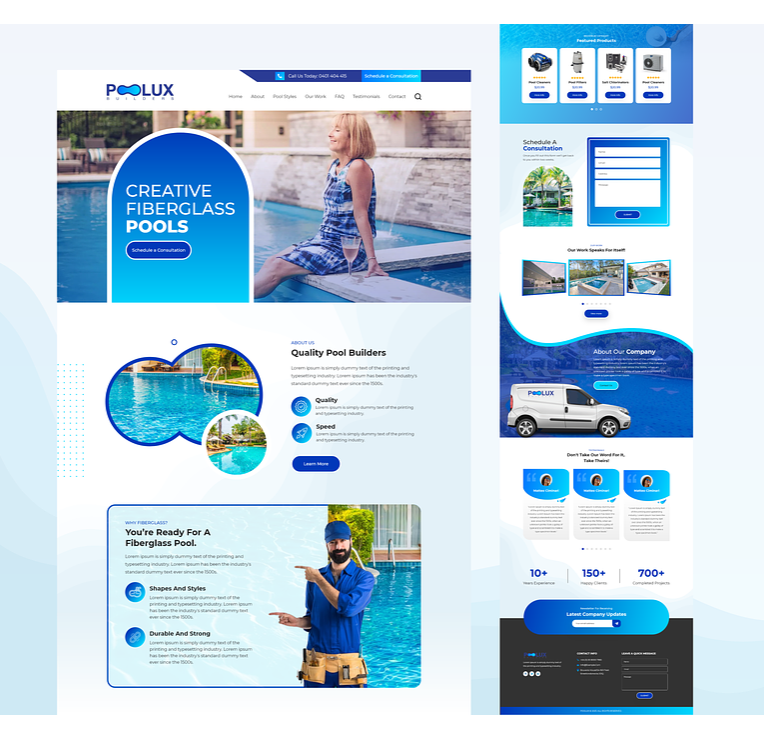 Call Us Today: 0401 404 415
Schedule a Consultation
POOLUX
BUILDERS
Home
About
Pool Styles
Our Work
FAQ
Testimonials
Contact
CREATIVE
FIBERGLASS
POOLS
Schedule a Consultation
ABOUT US
Quality Pool Builders
Lorem ipsum is simply dummy text of the printing and
typesetting industry. Lorem ipsum has been the industry's
standard dummy text ever since the 1500s.
Quality
Lorem ipsum is simply dummy text of the printing
and typesetting industry.
Speed
Lorem ipsum is simply dummy text of the printing
and typesetting industry.
Learn More
WHY FIBERGLASS?
You're Ready For A
Fiberglass Pool.
Lorem ipsum is simply dummy text of the printing and
typesetting industry. Lorem ipsum has been the industry's
standard dummy text ever since the 1500s.
Shapes And Styles
Lorem ipsum is simply dummy text of the
printing and typesetting industry. Lorem ipsum
has been the industry's standard dummy text
ever since the 1500s.
Durable And Strong
Lorem ipsum is simply dummy text of the
printing and typesetting industry. Lorem ipsum
has been the industry's standard dummy text
ever since the 1500s.
Featured Products
Pool Cleaners
Pool Filters
Salt Chlorinators
Pool Cleaners
Schedule A
Consultation
Our Work Speaks For Itself!
About Our Company
POOLUX
Don't Take Our Word For It,
Take Theirs!
10+
Years Experience
150+
Happy Clients
700+
Completed Projects
Newsletter For Receiving
Latest Company Updates
CONTACT INFO
LEAVE A QUICK MESSAGE